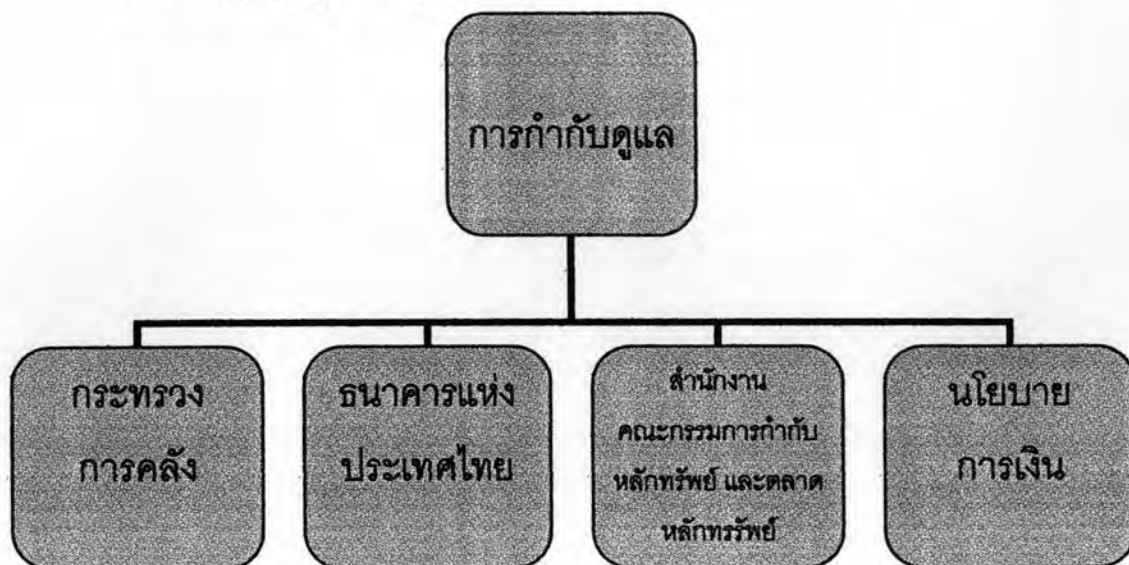 การกำกับดูแล
กระทรวง
การคลัง
ธนาคารแห่ง
ประเทศไทย
สำนักงาน
คณะกรรมการกำกับ
หลักทรัพย์ และตลาด
หลักทรรัพย์
นโยบาย
การเงิน